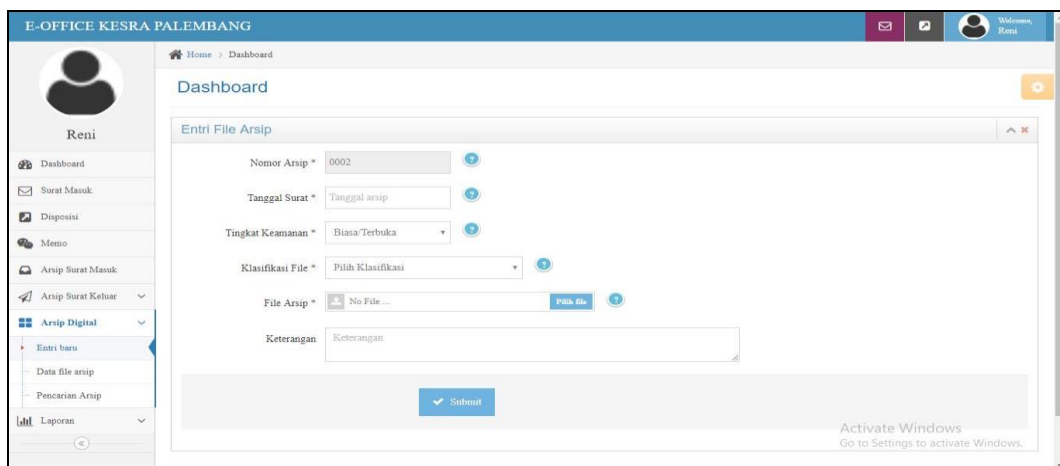 E-OFFICE KESRA PALEMBANG
Welcome,
Reni
Reni
Dashboard
Surat Masuk
Disposisi
Memo
Arsip Surat Masuk
Arsip Surat Keluar
Arsip Digital
Entri baru
Data file arsip
Pencarian Arsip
Laporan
Home > Dashboard
Dashboard
Entri File Arsip
Nomor Arsip * 0002
Tanggal Surat * Tanggal arsip
Tingkat Keamanan * Biasa/Terbuka
Klasifikasi File * Pilih Klasifikasi
File Arsip * No File ... Pilih file
Keterangan Keterangan
Submit
Activate Windows
Go to Settings to activate Windows.